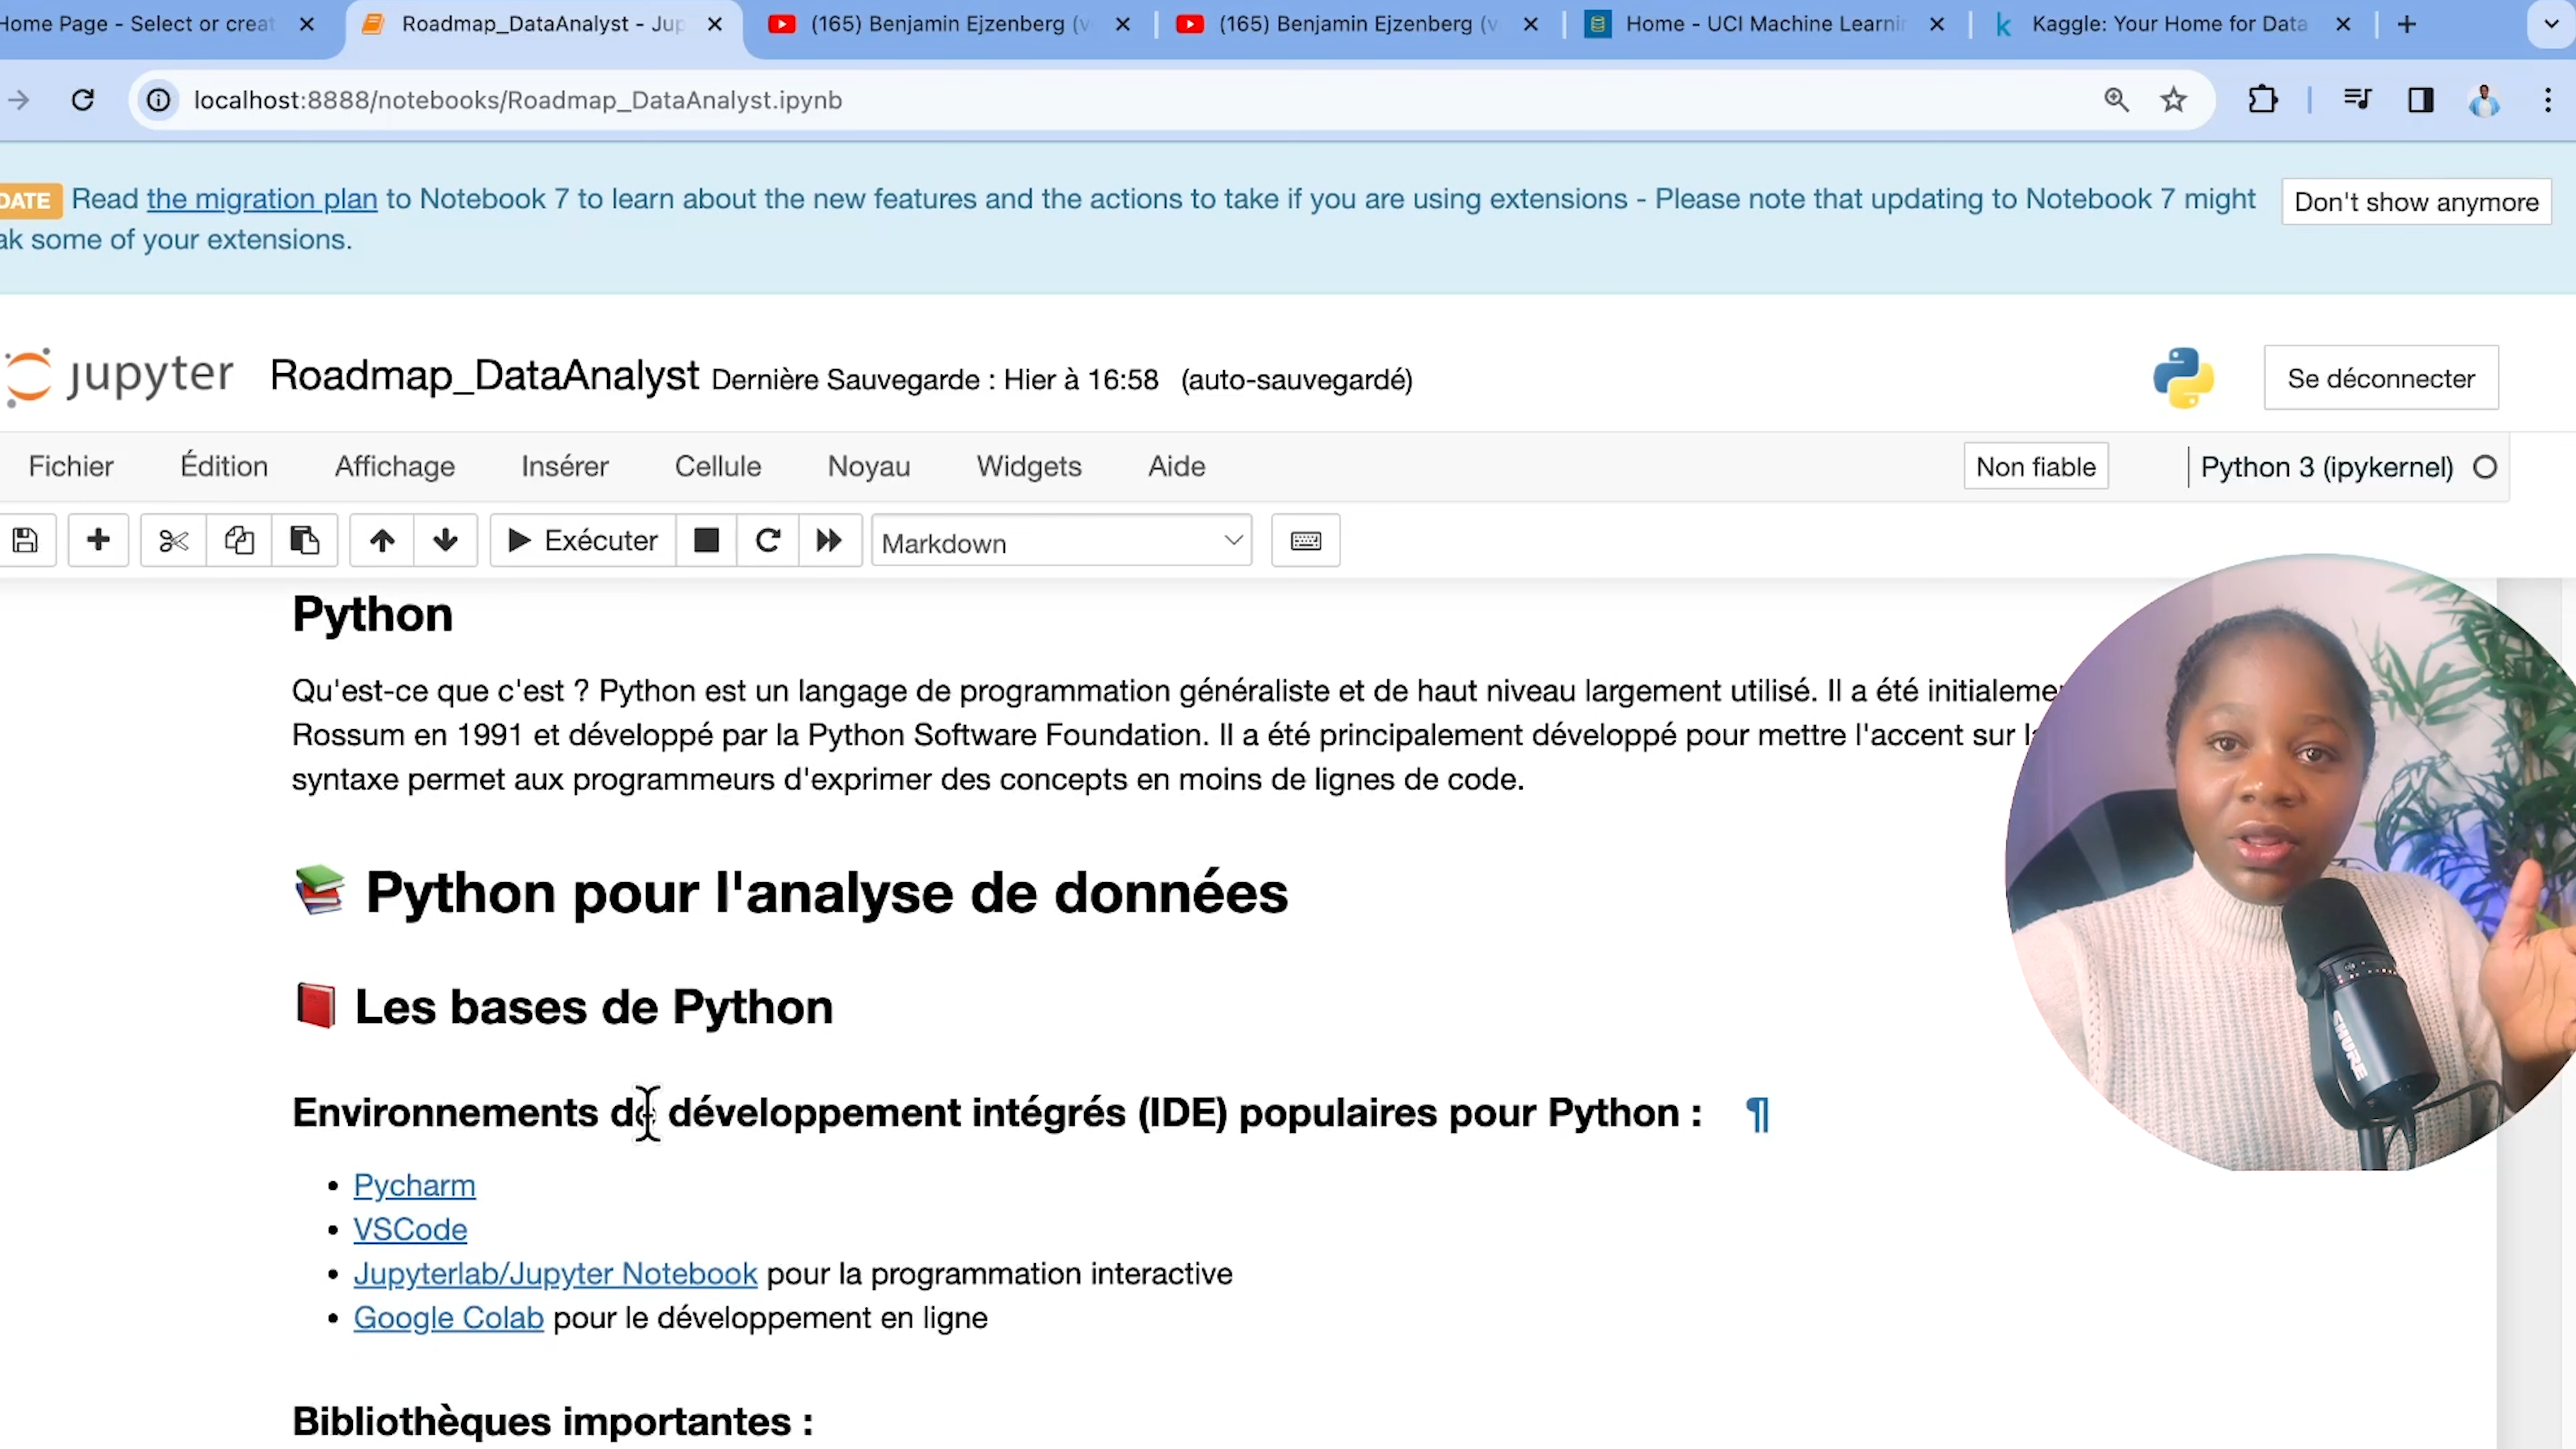 Home Page - Select or creat
Roadmap_DataAnalyst - Jup
(165) Benjamin Ejzenberg (v
(165) Benjamin Ejzenberg (v
Home - UCI Machine Learni
Kaggle: Your Home for Data
localhost:8888/notebooks/Roadmap_DataAnalyst.ipynb
DATE Read the migration plan to Notebook 7 to learn about the new features and the actions to take if you are using extensions - Please note that updating to Notebook 7 might
ak some of your extensions.
Don't show anymore
jupyter Roadmap_DataAnalyst Dernière Sauvegarde : Hier à 16:58 (auto-sauvegardé)
Se déconnecter
Fichier Édition Affichage Insérer Cellule Noyau Widgets Aide
Non fiable
Python 3 (ipykernel)
Exécuter
Markdown
Python
Qu'est-ce que c'est ? Python est un langage de programmation généraliste et de haut niveau largement utilisé. Il a été initialemen
Rossum en 1991 et développé par la Python Software Foundation. Il a été principalement développé pour mettre l'accent sur la
syntaxe permet aux programmeurs d'exprimer des concepts en moins de lignes de code.
📚 Python pour l'analyse de données
📕 Les bases de Python
Environnements de développement intégrés (IDE) populaires pour Python : ¶
• Pycharm
• VSCode
• Jupyterlab/Jupyter Notebook pour la programmation interactive
• Google Colab pour le développement en ligne
Bibliothèques importantes :
SHURE